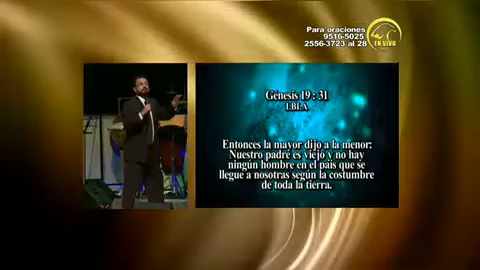 Para oraciones
9516-5025
2556-3723 al 28
EN VIVO
Génesis 19 : 31
LBLA
Entonces la mayor dijo a la menor:
Nuestro padre es viejo y no hay
ningún hombre en el país que se
llegue a nosotras según la costumbre
de toda la tierra.